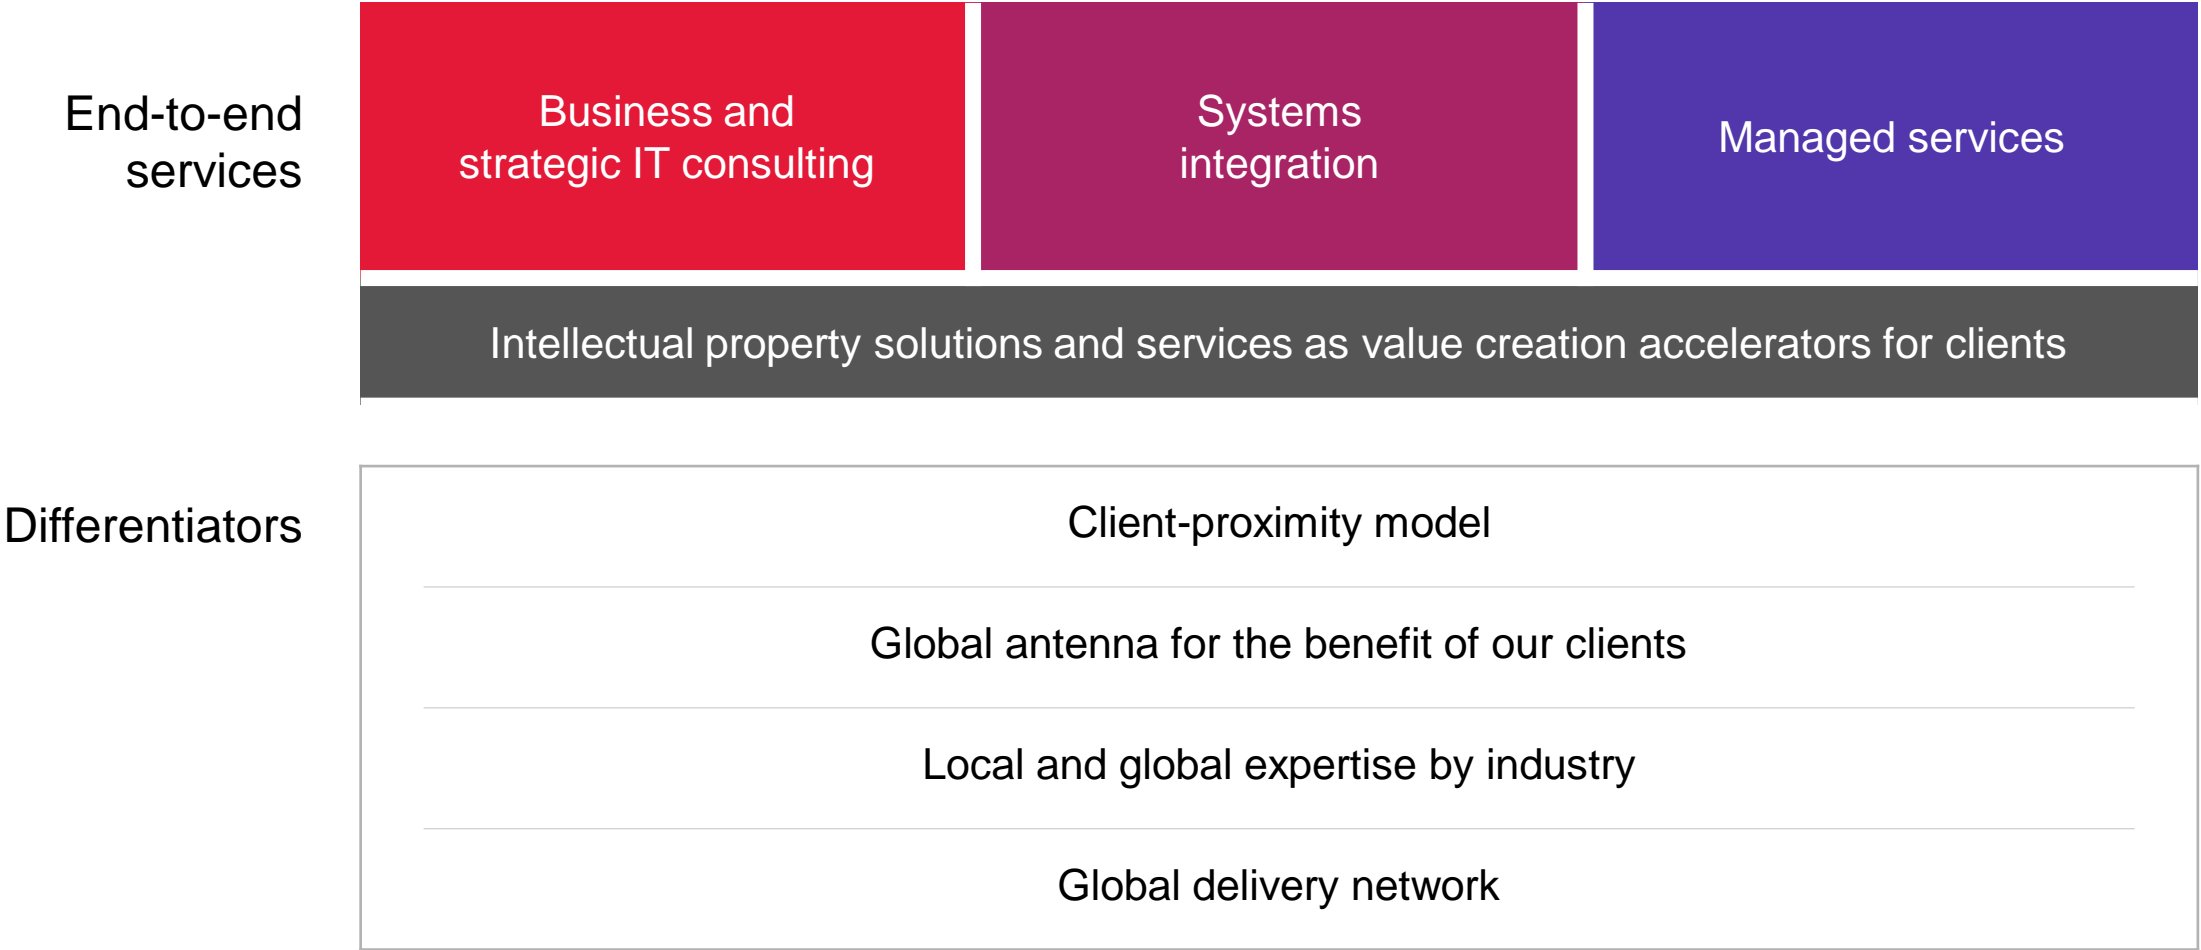 End-to-end
services
Business and
strategic IT consulting
Systems
integration
Managed services
Intellectual property solutions and services as value creation accelerators for clients
Differentiators
Client-proximity model
Global antenna for the benefit of our clients
Local and global expertise by industry
Global delivery network